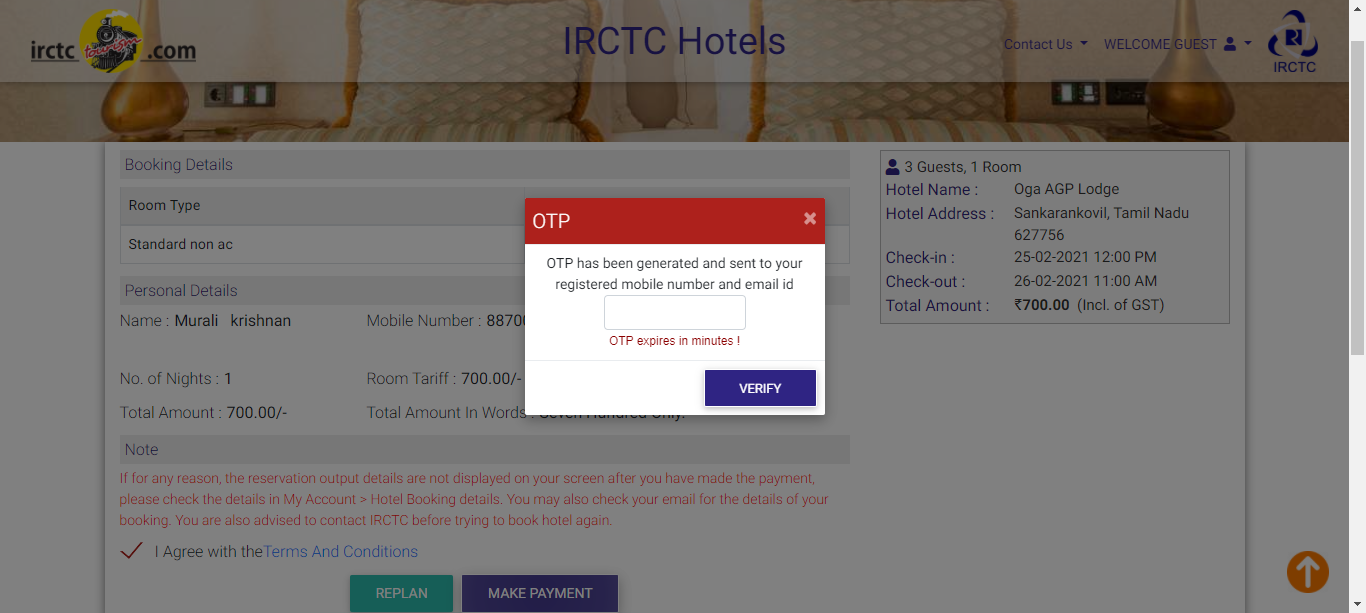 irctc tourism .com
IRCTC Hotels
Contact Us
WELCOME GUEST
IRCTC
Booking Details
Room Type
Standard non ac
Personal Details
Name : Murali krishnan
Mobile Number : 8870
No. of Nights : 1
Room Tariff : 700.00/-
Total Amount : 700.00/-
Total Amount In Words : Seven Hundred Only.
Note
If for any reason, the reservation output details are not displayed on your screen after you have made the payment,
please check the details in My Account > Hotel Booking details. You may also check your email for the details of your
booking. You are also advised to contact IRCTC before trying to book hotel again.
I Agree with theTerms And Conditions
REPLAN
MAKE PAYMENT
OTP
×
OTP has been generated and sent to your
registered mobile number and email id
OTP expires in minutes !
VERIFY
3 Guests, 1 Room
Hotel Name : Oga AGP Lodge
Hotel Address : Sankarankovil, Tamil Nadu
627756
Check-in : 25-02-2021 12:00 PM
Check-out : 26-02-2021 11:00 AM
Total Amount : ₹700.00 (Incl. of GST)